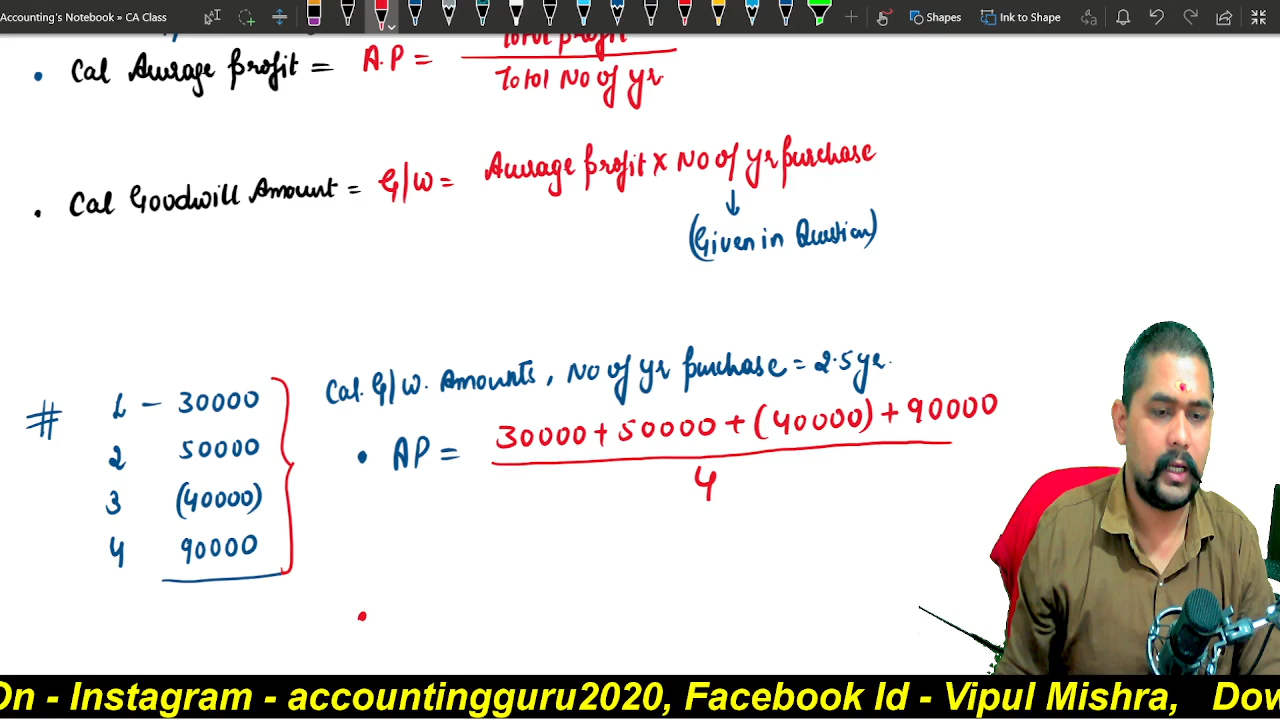 Accounting's Notebook » CA Class
Shapes
Ink to Shape
Total profit
• Cal Average profit = A.P = Total No of yr
Average profit x No of yr purchase
• Cal Goodwill Amount = G/W =
(Given in Question)
Cal. G/W. Amounts, No of yr purchase = 2.5 yr.
# 1 - 30000
30000 + 50000 + (40000) + 90000
2 50000
• AP =
4
3 (40000)
4 90000
On - Instagram - accountingguru2020, Facebook Id - Vipul Mishra, Dow